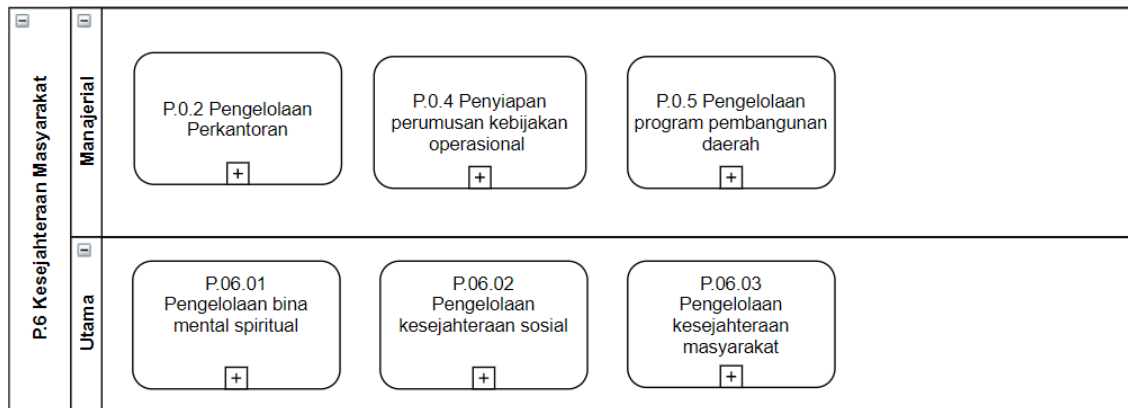 P.6 Kesejahteraan Masyarakat
Manajerial
P.0.2 Pengelolaan
Perkantoran
P.0.4 Penyiapan
perumusan kebijakan
operasional
P.0.5 Pengelolaan
program pembangunan
daerah
Utama
P.06.01
Pengelolaan bina
mental spiritual
P.06.02
Pengelolaan
kesejahteraan sosial
P.06.03
Pengelolaan
kesejahteraan
masyarakat